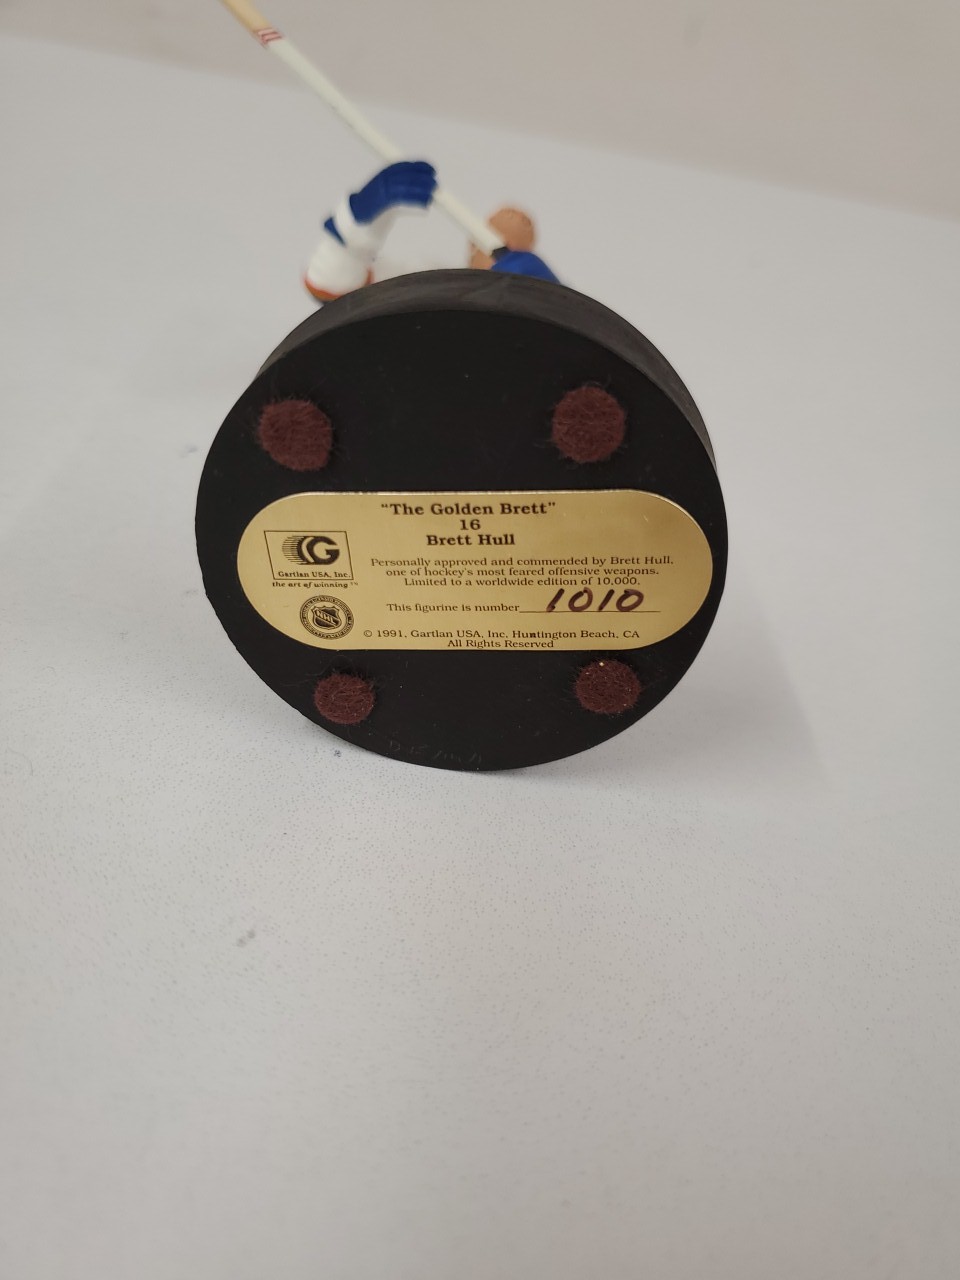 "The Golden Brett"
16
Brett Hull
G
Gartlan USA, Inc.
the art of winning™
Personally approved and commended by Brett Hull,
one of hockey's most feared offensive weapons.
Limited to a worldwide edition of 10,000.
This figurine is number 1010
NHL
© 1991, Gartlan USA, Inc. Huntington Beach, CA
All Rights Reserved